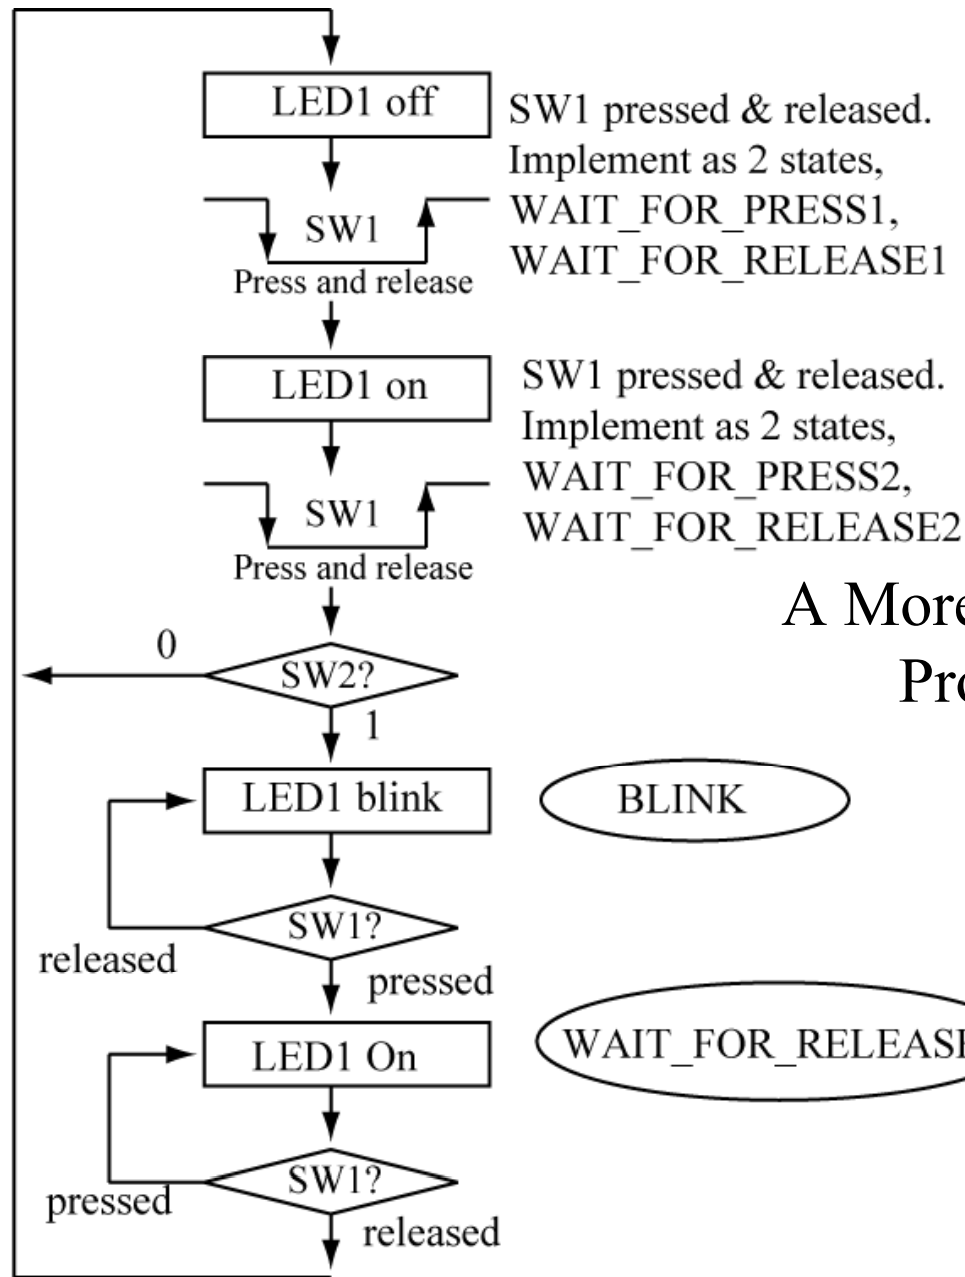 LED1 off
SW1 pressed & released.
Implement as 2 states,
WAIT_FOR_PRESS1,
WAIT_FOR_RELEASE1
SW1
Press and release
LED1 on
SW1 pressed & released.
Implement as 2 states,
WAIT_FOR_PRESS2,
WAIT_FOR_RELEASE2
SW1
Press and release
A More
0
SW2?
1
LED1 blink
BLINK
SW1?
released
pressed
LED1 On
SW1?
pressed
released